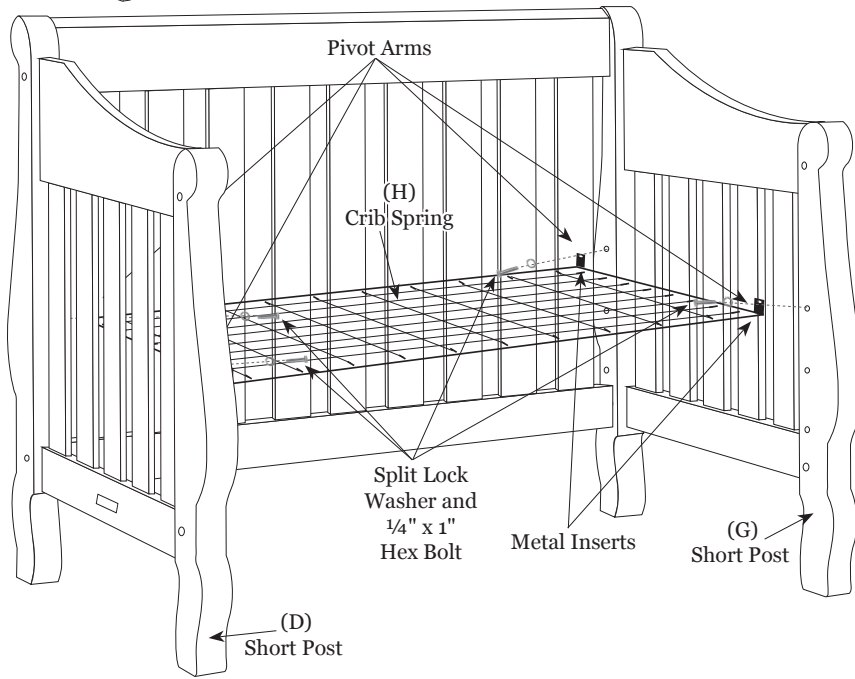 Pivot Arms
(H)
Crib Spring
Split Lock
Washer and
¼" x 1"
Hex Bolt
Metal Inserts
(G)
Short Post
(D)
Short Post